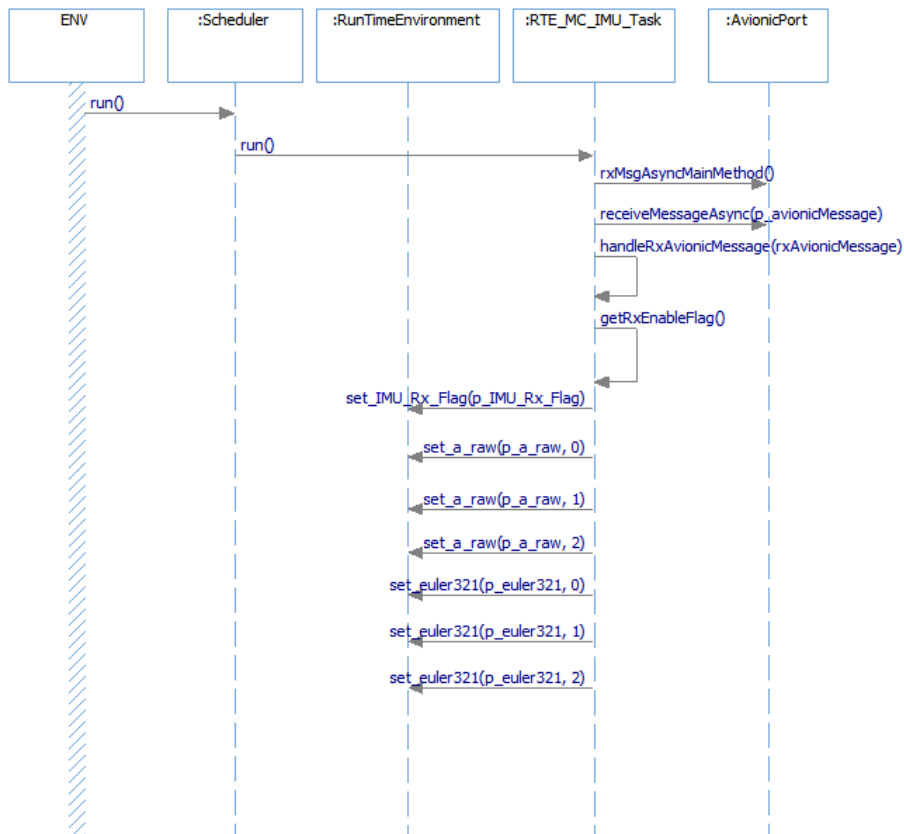 ENV
:Scheduler
:RunTimeEnvironment
:RTE_MC_IMU_Task
:AvionicPort
run()
run()
rxMsgAsyncMainMethod()
receiveMessageAsync(p_avionicMessage)
handleRxAvionicMessage(rxAvionicMessage)
getRxEnableFlag()
set_IMU_Rx_Flag(p_IMU_Rx_Flag)
set_a_raw(p_a_raw, 0)
set_a_raw(p_a_raw, 1)
set_a_raw(p_a_raw, 2)
set_euler321(p_euler321, 0)
set_euler321(p_euler321, 1)
set_euler321(p_euler321, 2)